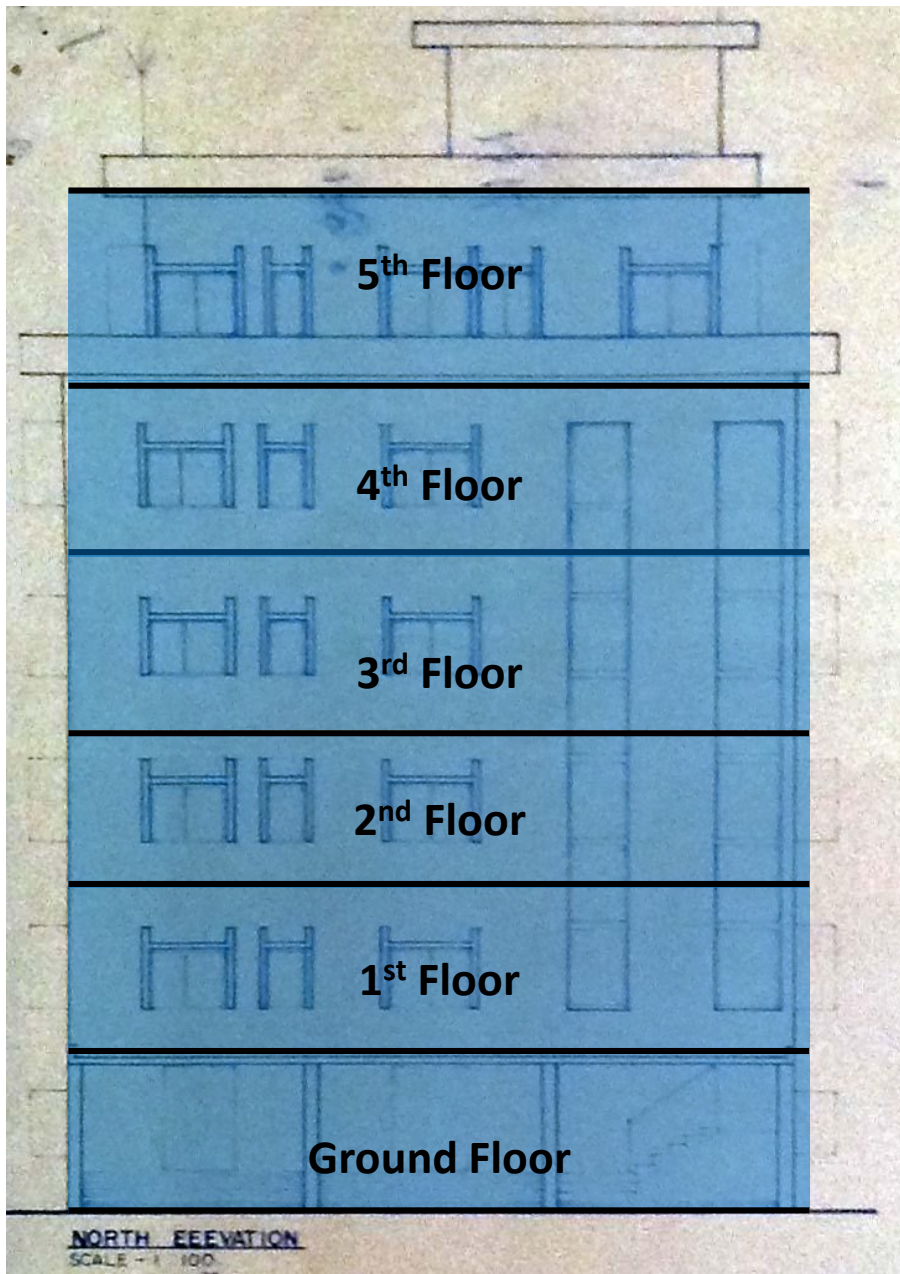 5th Floor
4th Floor
3rd Floor
2nd Floor
1st Floor
Ground Floor
NORTH EEEVATION
SCALE - 1 100